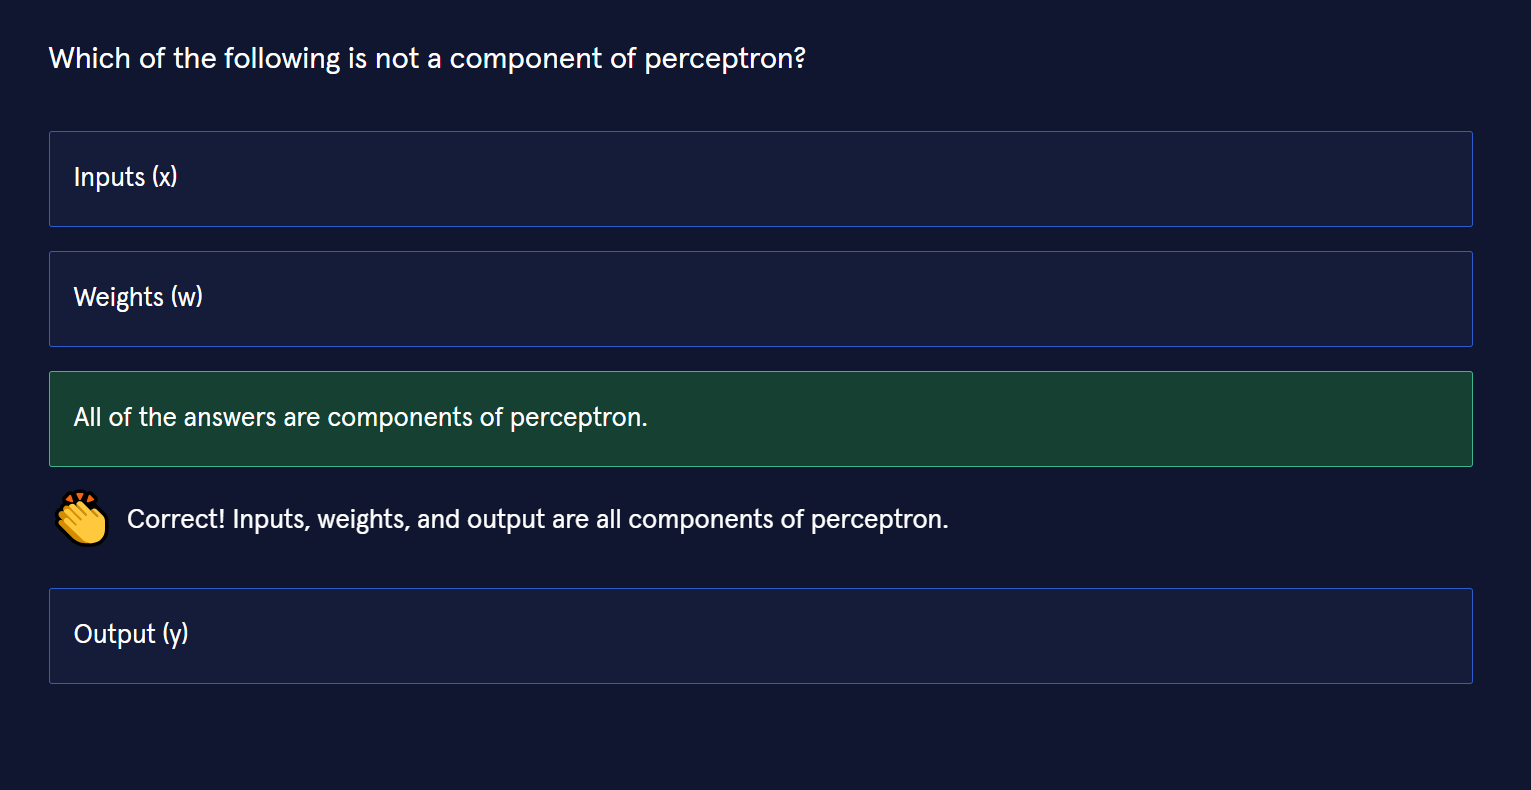 Which of the following is not a component of perceptron?
Inputs (x)
Weights (w)
All of the answers are components of perceptron.
Correct! Inputs, weights, and output are all components of perceptron.
Output (y)